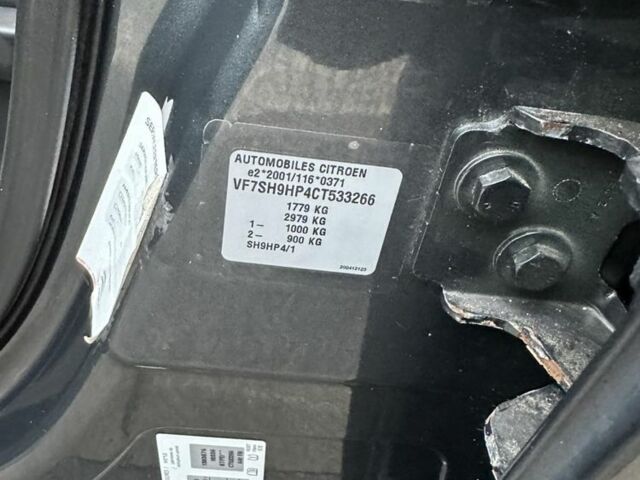 AUTOMOBILES CITROEN
e2*2001/116*0371
VF7SH9HP4CT533266
1779 KG
2979 KG
1– 1000 KG
2– 900 KG
SH9HP4/1
200412123